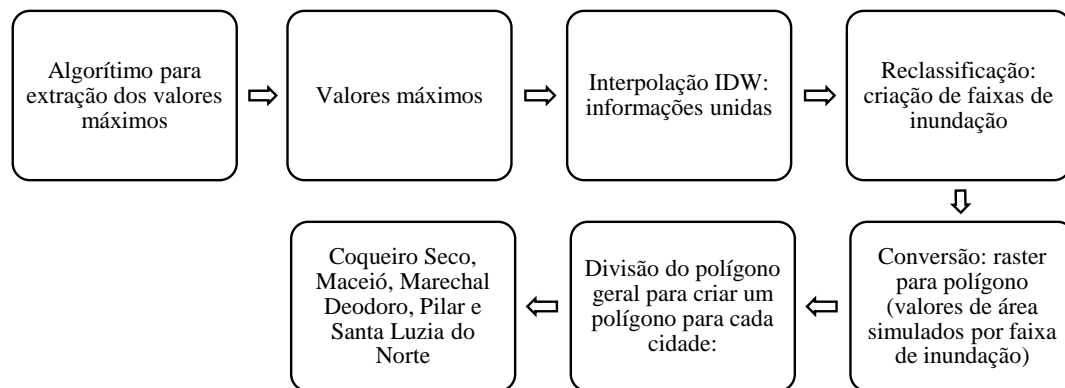 Algorítimo para
extração dos valores
máximos
Valores máximos
Interpolação IDW:
informações unidas
Reclassificação:
criação de faixas de
inundação
Conversão: raster
para polígono
(valores de área
simulados por faixa
de inundação)
Divisão do polígono
geral para criar um
polígono para cada
cidade:
Coqueiro Seco,
Maceió, Marechal
Deodoro, Pilar e
Santa Luzia do
Norte